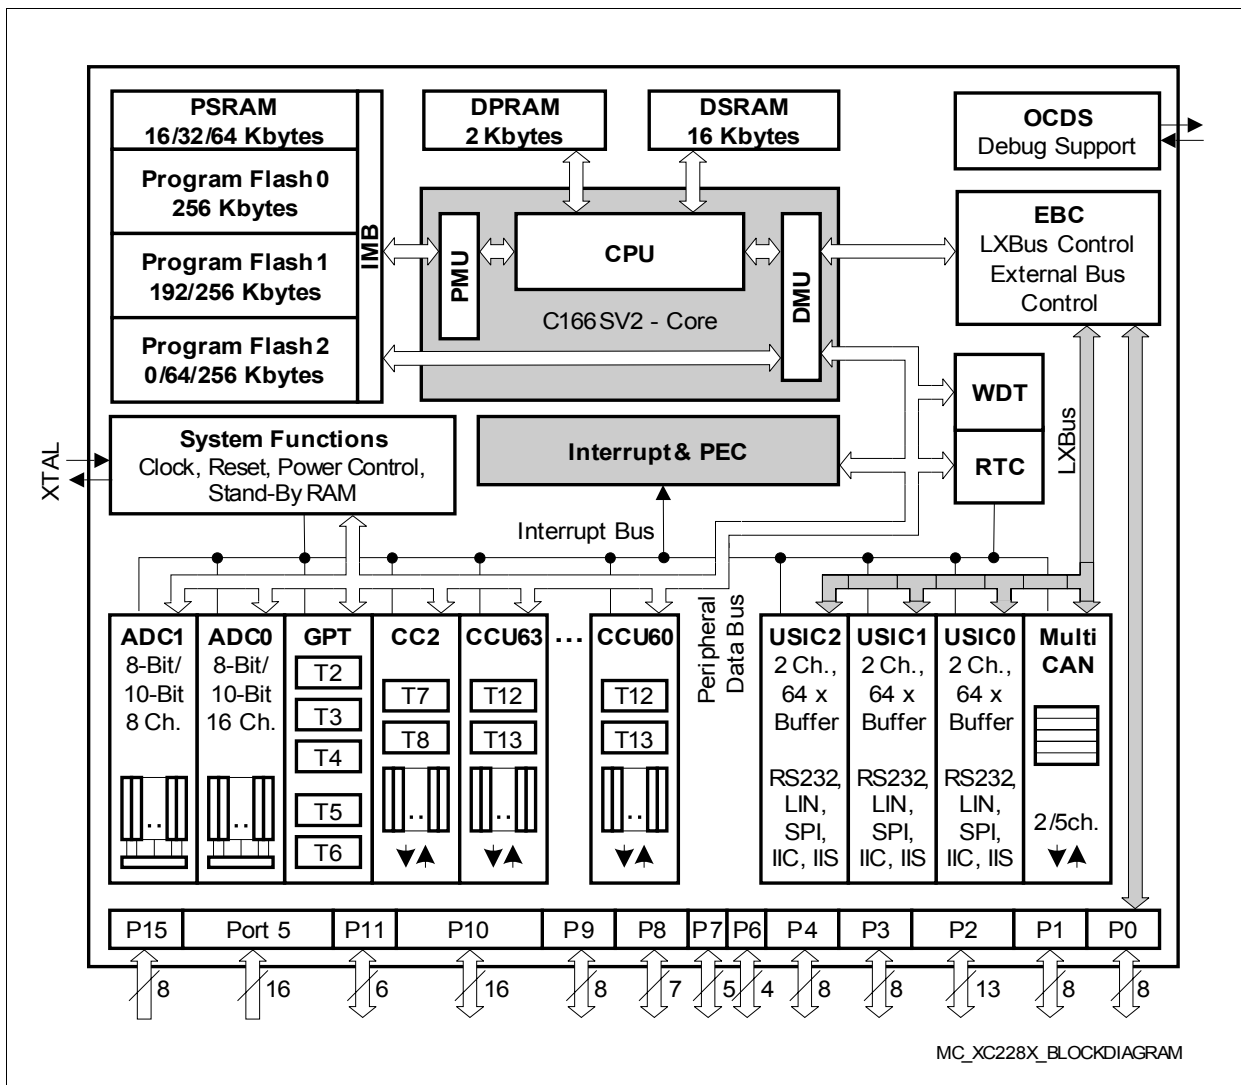 PSRAM
16/32/64 Kbytes
Program Flash 0
256 Kbytes
Program Flash 1
192/256 Kbytes
Program Flash 2
0/64/256 Kbytes
IMB
DPRAM
2 Kbytes
DSRAM
16 Kbytes
OCDS
Debug Support
PMU
CPU
DMU
C166SV2 - Core
EBC
LXBus Control
External Bus
Control
WDT
RTC
LXBus
XTAL
System Functions
Clock, Reset, Power Control,
Stand-By RAM
Interrupt & PEC
Interrupt Bus
Peripheral
Data Bus
ADC1
8-Bit/
10-Bit
8 Ch.
ADC0
8-Bit/
10-Bit
16 Ch.
GPT
T2
T3
T4
T5
T6
CC2
T7
T8
CCU63
T12
T13
...
CCU60
T12
T13
USIC2
2 Ch.,
64 x
Buffer
RS232,
LIN,
SPI,
IIC, IIS
USIC1
2 Ch.,
64 x
Buffer
RS232,
LIN,
SPI,
IIC, IIS
USIC0
2 Ch.,
64 x
Buffer
RS232,
LIN,
SPI,
IIC, IIS
Multi
CAN
2/5ch.
P15 Port 5 P11 P10 P9 P8 P7 P6 P4 P3 P2 P1 P0
8 16 6 16 8 7 5 4 8 8 13 8 8
MC_XC228X_BLOCKDIAGRAM